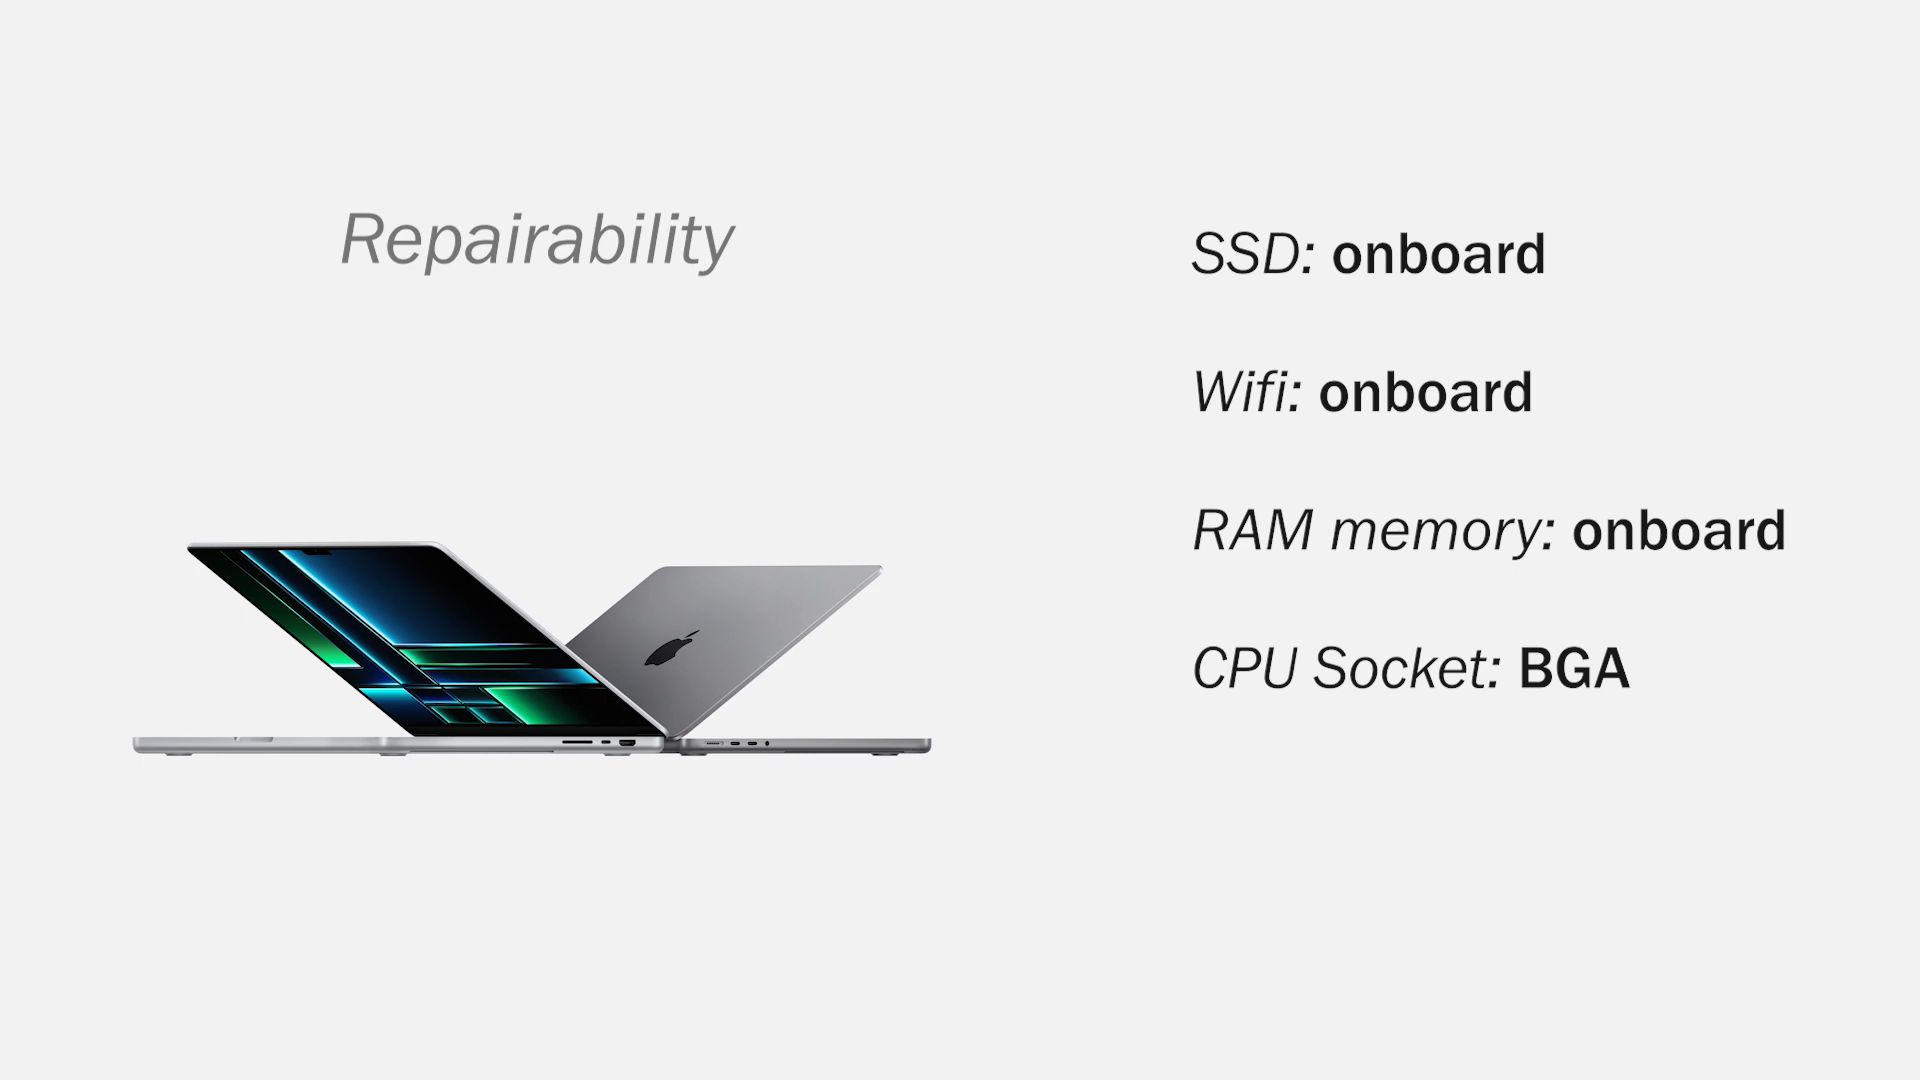 Repairability
SSD: onboard
Wifi: onboard
RAM memory: onboard
CPU Socket: BGA